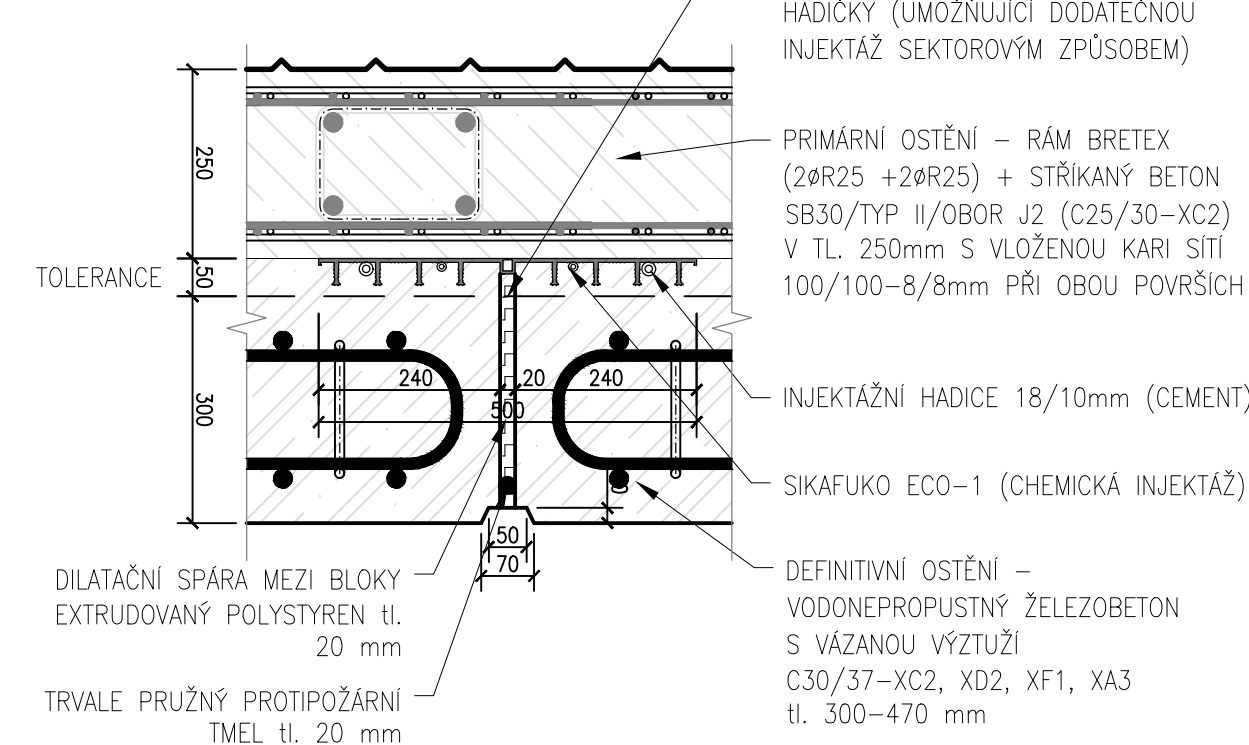 HADIČKY (UMOŽŇUJÍCÍ DODATEČNOU
INJEKTÁŽ SEKTOROVÝM ZPŮSOBEM)
PRIMÁRNÍ OSTĚNÍ – RÁM BRETEX
(2øR25 +2øR25) + STŘÍKANÝ BETON
SB30/TYP II/OBOR J2 (C25/30-XC2)
V TL. 250mm S VLOŽENOU KARI SÍTÍ
100/100-8/8mm PŘI OBOU POVRŠÍCH
250
50
TOLERANCE
300
240
20
240
500
INJEKTÁŽNÍ HADICE 18/10mm (CEMENT)
SIKAFUKO ECO-1 (CHEMICKÁ INJEKTÁŽ)
50
70
DILATAČNÍ SPÁRA MEZI BLOKY
EXTRUDOVANÝ POLYSTYREN tl.
20 mm
TRVALE PRUŽNÝ PROTIPOŽÁRNÍ
TMEL tl. 20 mm
DEFINITIVNÍ OSTĚNÍ –
VODONEPROPUSTNÝ ŽELEZOBETON
S VÁZANOU VÝZTUŽÍ
C30/37-XC2, XD2, XF1, XA3
tl. 300-470 mm